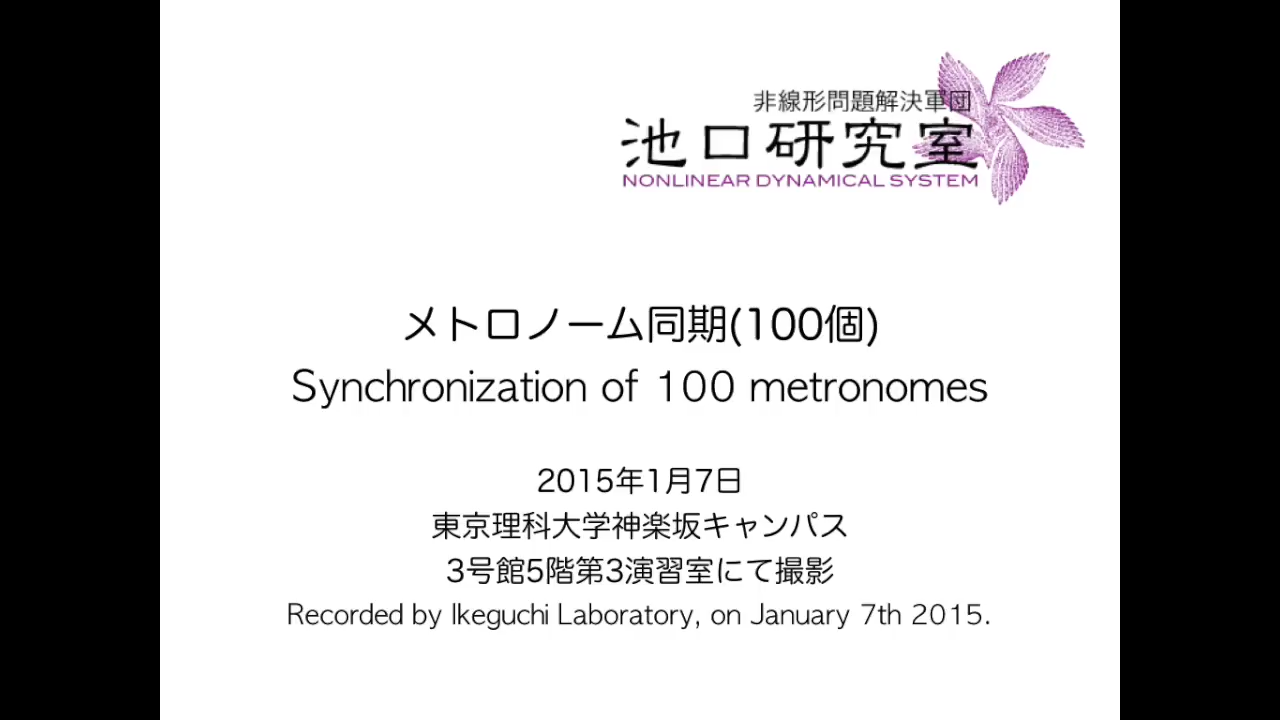 非線形問題解決軍団
池口研究室
NONLINEAR DYNAMICAL SYSTEM
メトロノーム同期(100個)
Synchronization of 100 metronomes
2015年1月7日
東京理科大学神楽坂キャンパス
3号館5階第3演習室にて撮影
Recorded by Ikeguchi Laboratory, on January 7th 2015.